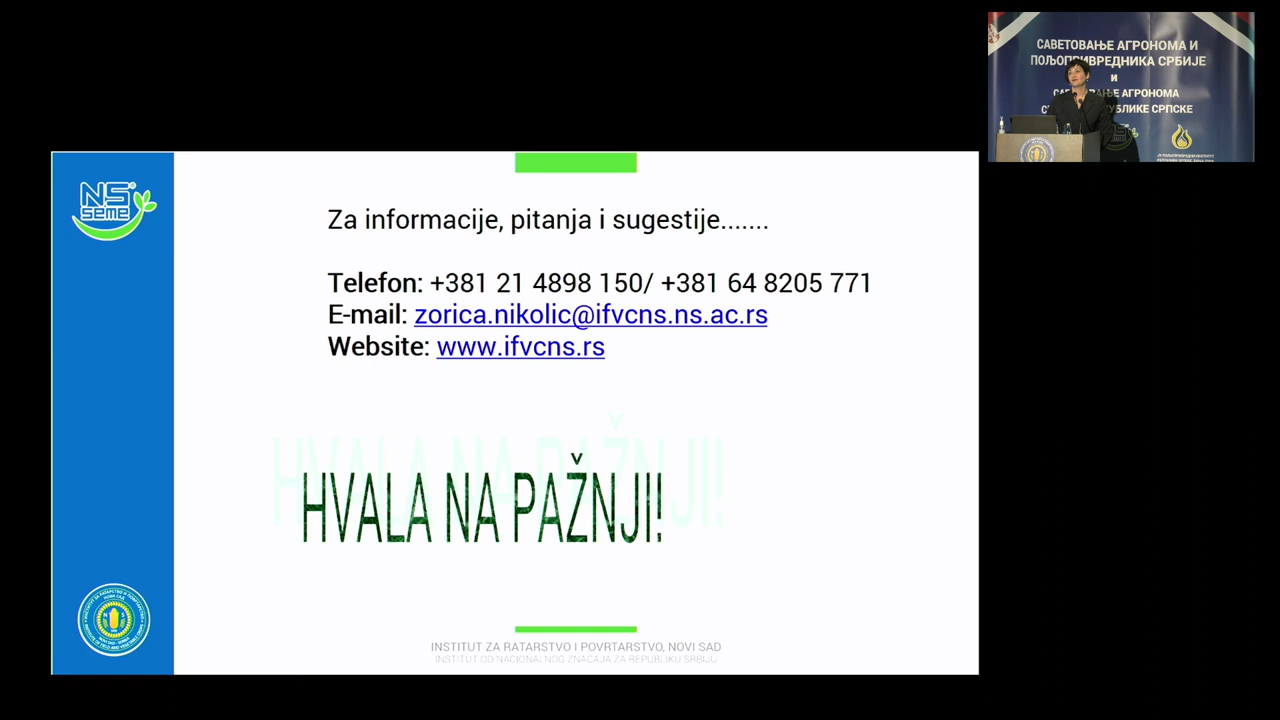 САВЕТОВАЊЕ АГРОНОМА И
ПОЉОПРИВРЕДНИКА СРБИЈЕ
И
АГРОНОМА
СРПСКЕ
NS®
seme
Za informacije, pitanja i sugestije.......
Telefon: +381 21 4898 150/ +381 64 8205 771
E-mail: zorica.nikolic@ifvcns.ns.ac.rs
Website: www.ifvcns.rs
HVALA NA PAŽNJI!
INSTITUT ZA RATARSTVO I POVRTARSTVO, NOVI SAD
INSTITUT OD NACIONALNOG ZNAČAJA ZA REPUBLIKU SRBIJU